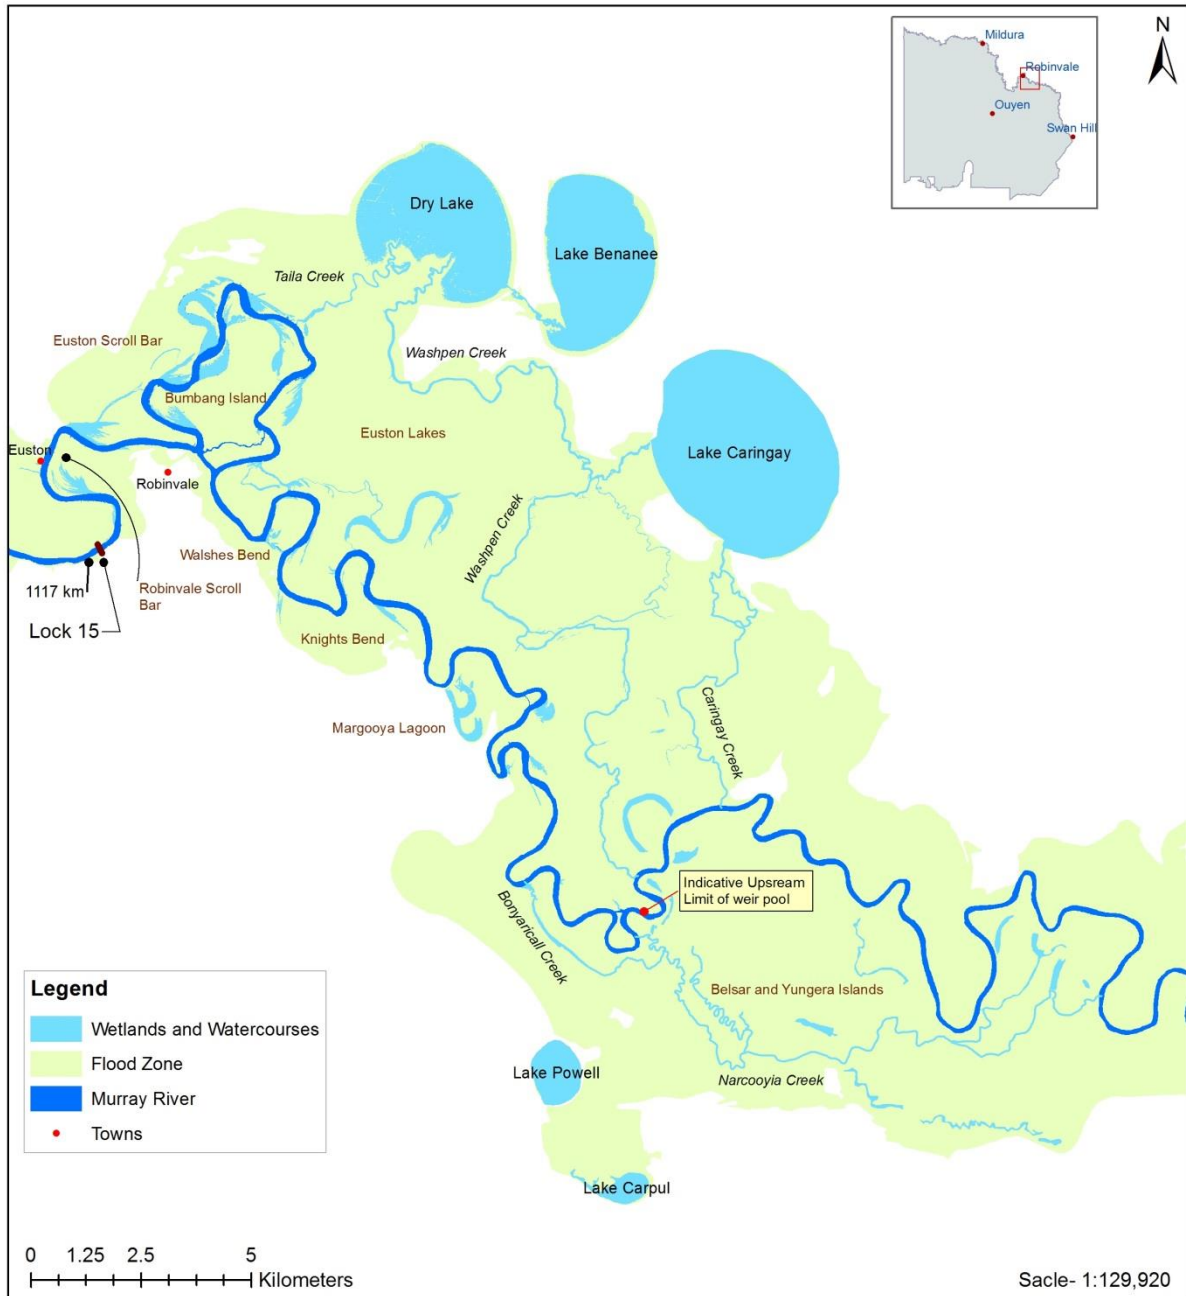 N
Mildura
Robinvale
Ouyen
Swan Hill
Dry Lake
Lake Benanee
Taila Creek
Euston Scroll Bar
Washpen Creek
Bumbang Island
Euston Lakes
Euston
Robinvale
Lake Caringay
Washpen Creek
Walshes Bend
1117 km
Robinvale Scroll
Bar
Lock 15
Knights Bend
Caringay Creek
Margooya Lagoon
Indicative Upsream
Limit of weir pool
Bonyaricall Creek
Belsar and Yungera Islands
Lake Powell
Narcooyia Creek
Lake Carpul
Legend
Wetlands and Watercourses
Flood Zone
Murray River
Towns
0 1.25 2.5 5
Kilometers
Sacle- 1:129,920